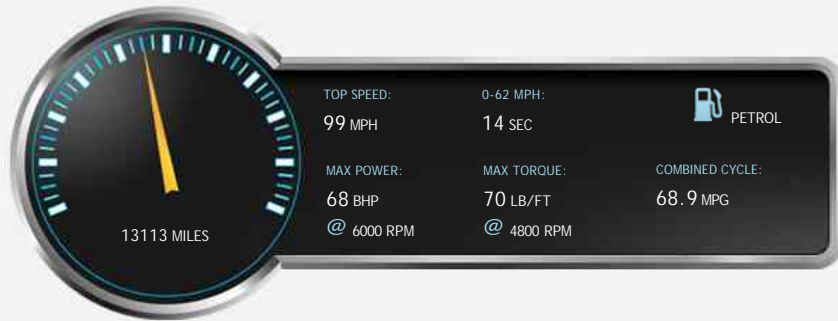 13113 MILES
TOP SPEED:
99 MPH
0-62 MPH:
14 SEC
PETROL
MAX POWER:
68 BHP
@ 6000 RPM
MAX TORQUE:
70 LB/FT
@ 4800 RPM
COMBINED CYCLE:
68.9 MPG